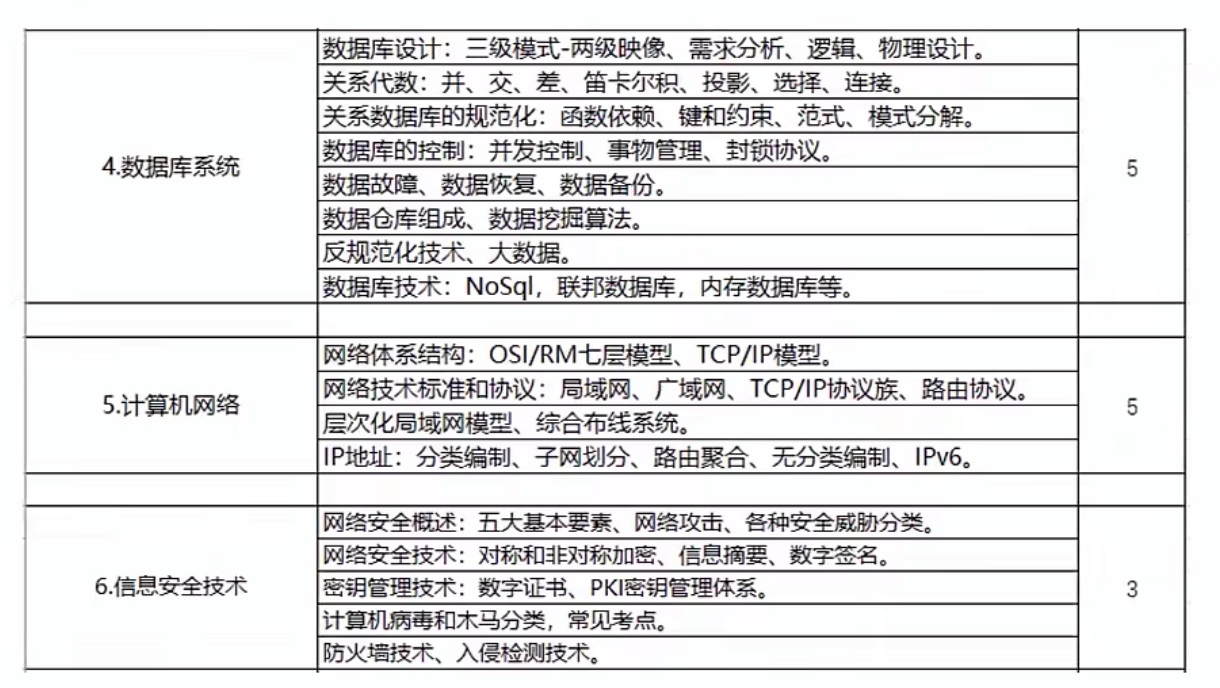 4.数据库系统
数据库设计：三级模式-两级映像、需求分析、逻辑、物理设计。
关系代数：并、交、差、笛卡尔积、投影、选择、连接。
关系数据库的规范化：函数依赖、键和约束、范式、模式分解。
数据库的控制：并发控制、事物管理、封锁协议。
数据故障、数据恢复、数据备份。
数据仓库组成、数据挖掘算法。
反规范化技术、大数据。
数据库技术：NoSql，联邦数据库，内存数据库等。
5
5.计算机网络
网络体系结构：OSI/RM七层模型、TCP/IP模型。
网络技术标准和协议：局域网、广域网、TCP/IP协议族、路由协议。
层次化局域网模型、综合布线系统。
IP地址：分类编制、子网划分、路由聚合、无分类编制、IPv6。
5
6.信息安全技术
网络安全概述：五大基本要素、网络攻击、各种安全威胁分类。
网络安全技术：对称和非对称加密、信息摘要、数字签名。
密钥管理技术：数字证书、PKI密钥管理体系。
计算机病毒和木马分类，常见考点。
防火墙技术、入侵检测技术。
3